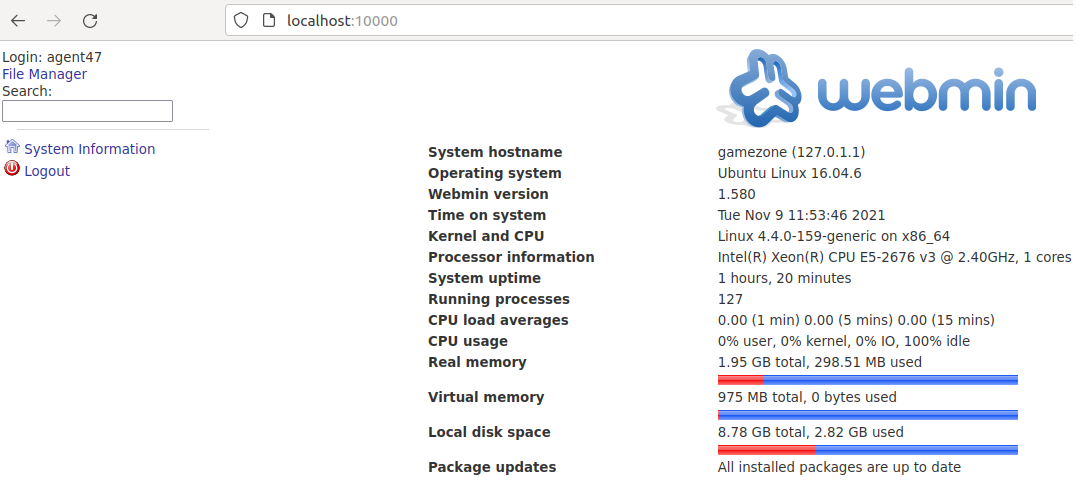 localhost:10000
Login: agent47
File Manager
Search:
System Information
Logout
webmin
System hostname gamezone (127.0.1.1)
Operating system Ubuntu Linux 16.04.6
Webmin version 1.580
Time on system Tue Nov 9 11:53:46 2021
Kernel and CPU Linux 4.4.0-159-generic on x86_64
Processor information Intel(R) Xeon(R) CPU E5-2676 v3 @ 2.40GHz, 1 cores
System uptime 1 hours, 20 minutes
Running processes 127
CPU load averages 0.00 (1 min) 0.00 (5 mins) 0.00 (15 mins)
CPU usage 0% user, 0% kernel, 0% IO, 100% idle
Real memory 1.95 GB total, 298.51 MB used
Virtual memory 975 MB total, 0 bytes used
Local disk space 8.78 GB total, 2.82 GB used
Package updates All installed packages are up to date